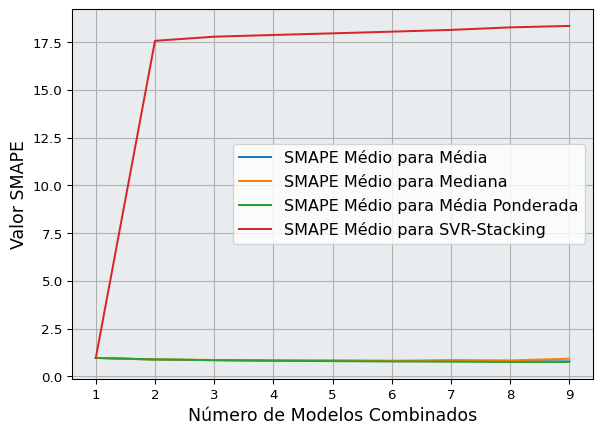 17.5
15.0
12.5
10.0
7.5
5.0
2.5
0.0
Valor SMAPE
SMAPE Médio para Média
SMAPE Médio para Mediana
SMAPE Médio para Média Ponderada
SMAPE Médio para SVR-Stacking
1 2 3 4 5 6 7 8 9
Número de Modelos Combinados